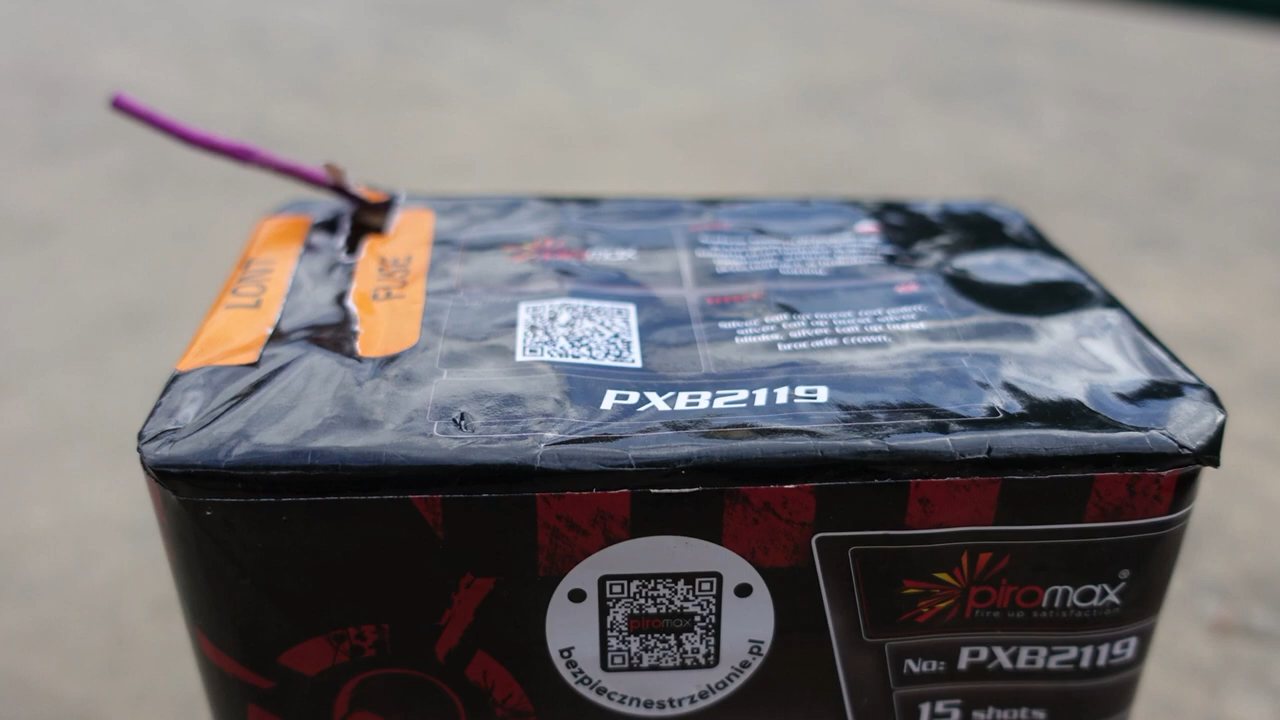 LONT
FUSE
silver tail up burst red palm,
silver tail up burst silver
blinks, silver tail up burst
brocade crown.
PXB2119
piromax
bezpiecznestrzelanie.pl
piromax®
fire up satisfaction
No: PXB2119
15 shots